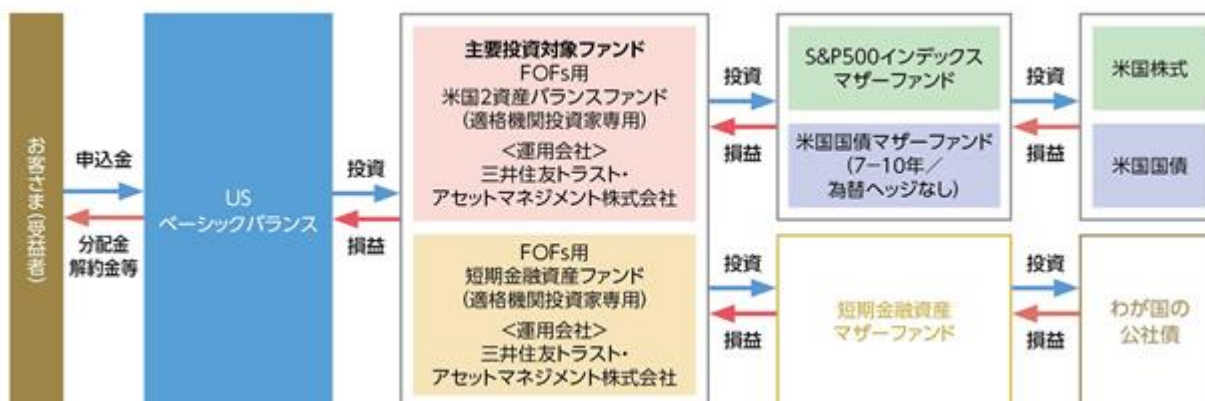 お客さま(受益者)
申込金
分配金
解約金等
US
ベーシックバランス
投資
損益
主要投資対象ファンド
FOFs用
米国2資産バランスファンド
(適格機関投資家専用)
<運用会社>
三井住友トラスト・
アセットマネジメント株式会社
FOFs用
短期金融資産ファンド
(適格機関投資家専用)
<運用会社>
三井住友トラスト・
アセットマネジメント株式会社
投資
損益
投資
損益
S&P500インデックス
マザーファンド
米国国債マザーファンド
(7−10年/
為替ヘッジなし)
短期金融資産
マザーファンド
投資
損益
投資
損益
米国株式
米国国債
わが国の
公社債